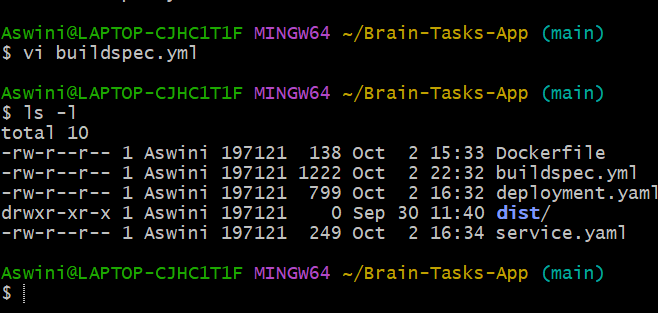 Aswini@LAPTOP-CJHC1T1F MINGW64 ~/Brain-Tasks-App (main)
$ vi buildspec.yml
Aswini@LAPTOP-CJHC1T1F MINGW64 ~/Brain-Tasks-App (main)
$ ls -l
total 10
-rw-r--r-- 1 Aswini 197121  138 Oct  2 15:33 Dockerfile
-rw-r--r-- 1 Aswini 197121 1222 Oct  2 22:32 buildspec.yml
-rw-r--r-- 1 Aswini 197121  799 Oct  2 16:32 deployment.yaml
drwxr-xr-x 1 Aswini 197121    0 Sep 30 11:40 dist/
-rw-r--r-- 1 Aswini 197121  249 Oct  2 16:34 service.yaml
Aswini@LAPTOP-CJHC1T1F MINGW64 ~/Brain-Tasks-App (main)
$